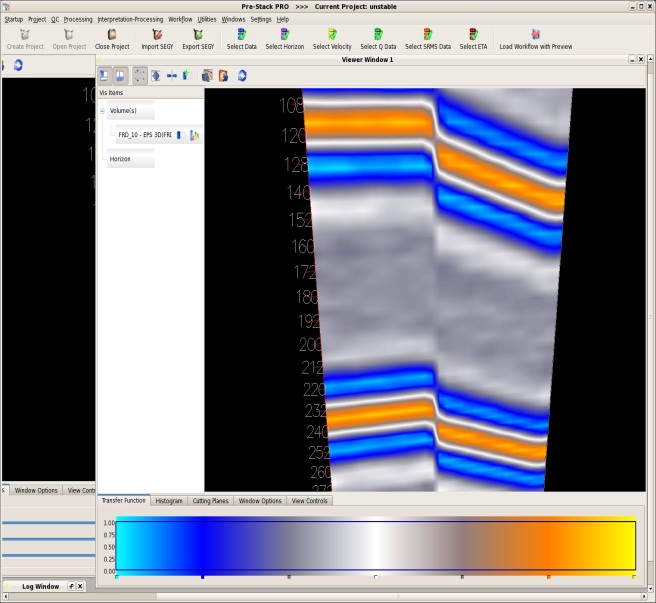 Pre-Stack PRO >>> Current Project: unstable
Startup Project QC Processing Interpretation-Processing Workflow Utilities Windows Settings Help
Create Project Open Project Close Project Import SEGY Export SEGY Select Data Select Horizon Select Velocity Select Q Data Select SRMS Data Select ETA Load Workflow with Preview
Viewer Window 1
Vis Items
Volume(s)
FRD_10 - EPS 3D(FRI
Horizon
108
120
128
140
152
160
172
180
192
200
212
220
232
240
252
260
s Window Options View Contr
Transfer Function Histogram Cutting Planes Window Options View Controls
1.00
0.75
0.50
0.25
0.00
Log Window